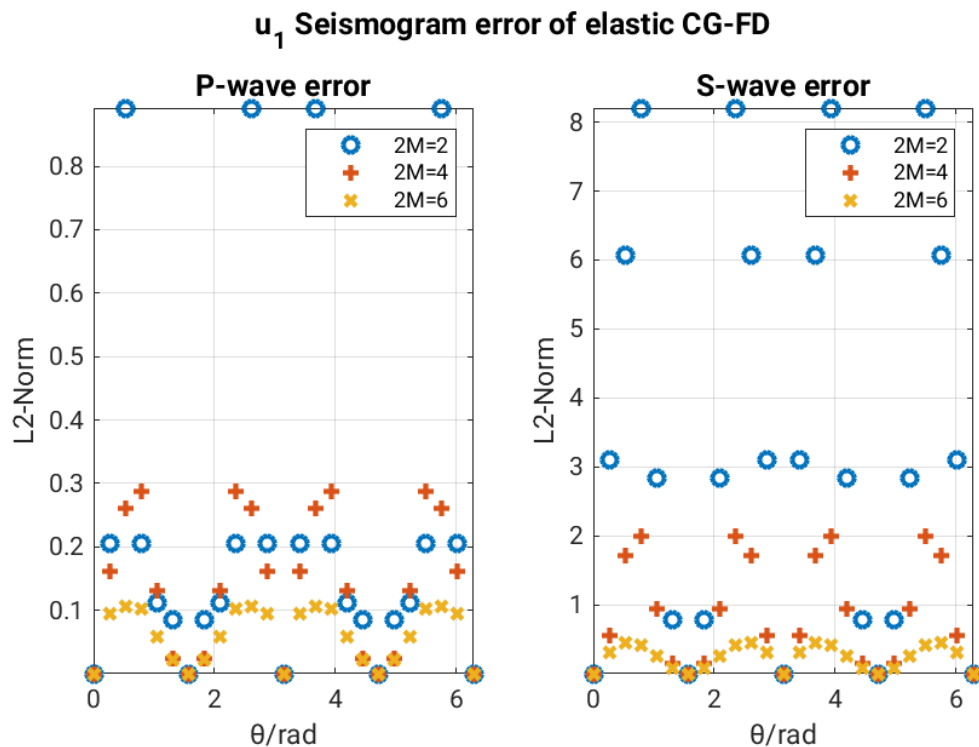 u1 Seismogram error of elastic CG-FD
P-wave error
L2-Norm
0.8
0.7
0.6
0.5
0.4
0.3
0.2
0.1
2M=2
2M=4
2M=6
0 2 4 6
θ/rad
S-wave error
L2-Norm
8
7
6
5
4
3
2
1
2M=2
2M=4
2M=6
0 2 4 6
θ/rad